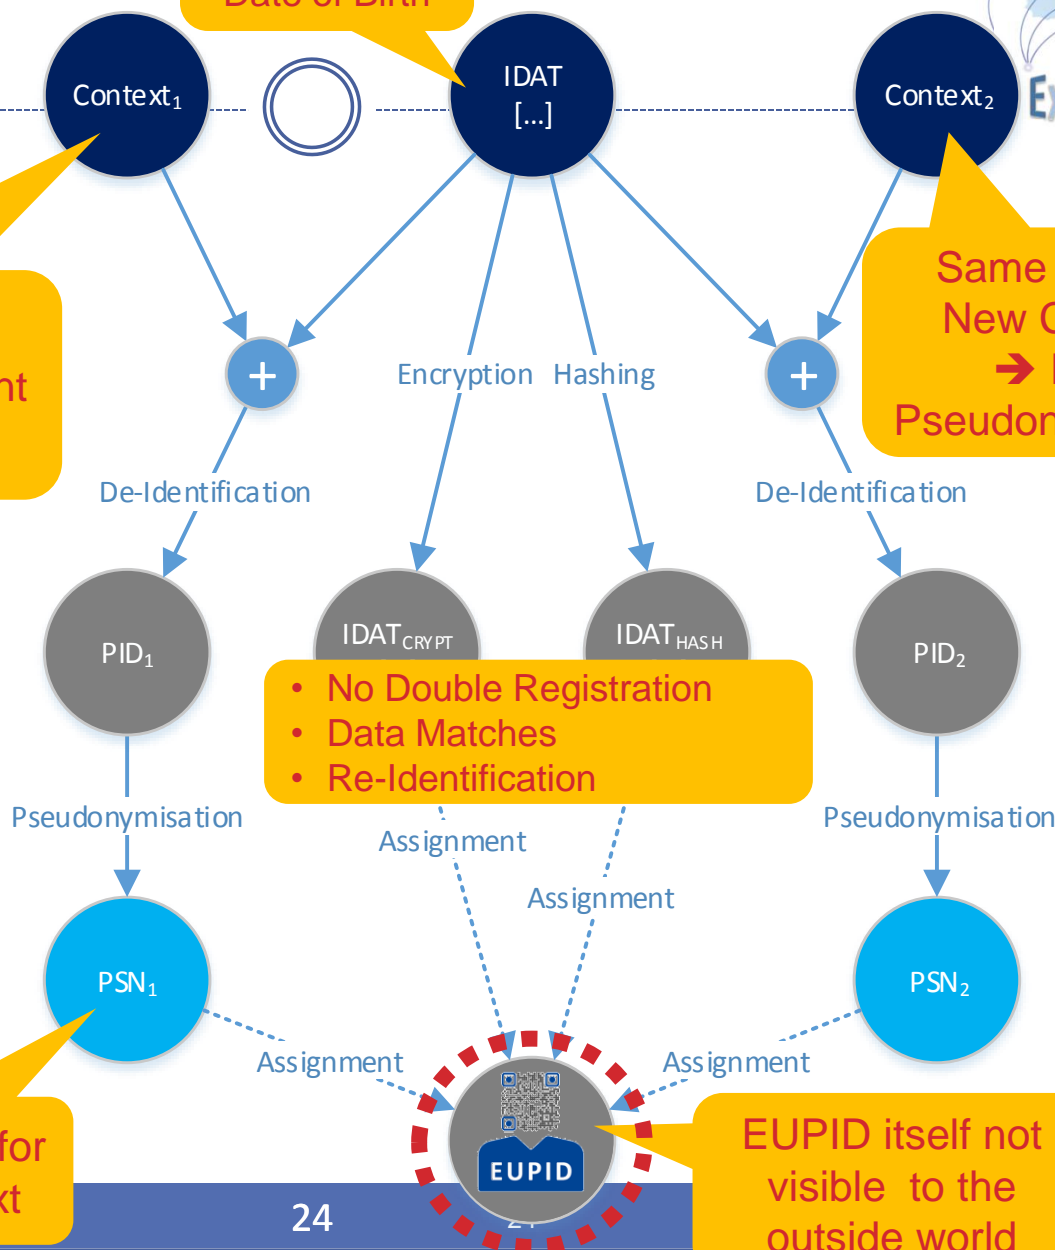 Date of Birth
Context1
IDAT
[...]
Context2
Same
New
➔
Encryption
Hashing
+
+
De-Identification
De-Identification
PID1
IDATCRYPT
IDATHASH
PID2
• No Double Registration
• Data Matches
• Re-Identification
Pseudonymisation
Pseudonymisation
Assignment
Assignment
PSN1
PSN2
Assignment
Assignment
for
EUPID
EUPID itself not
visible to the
outside world
24